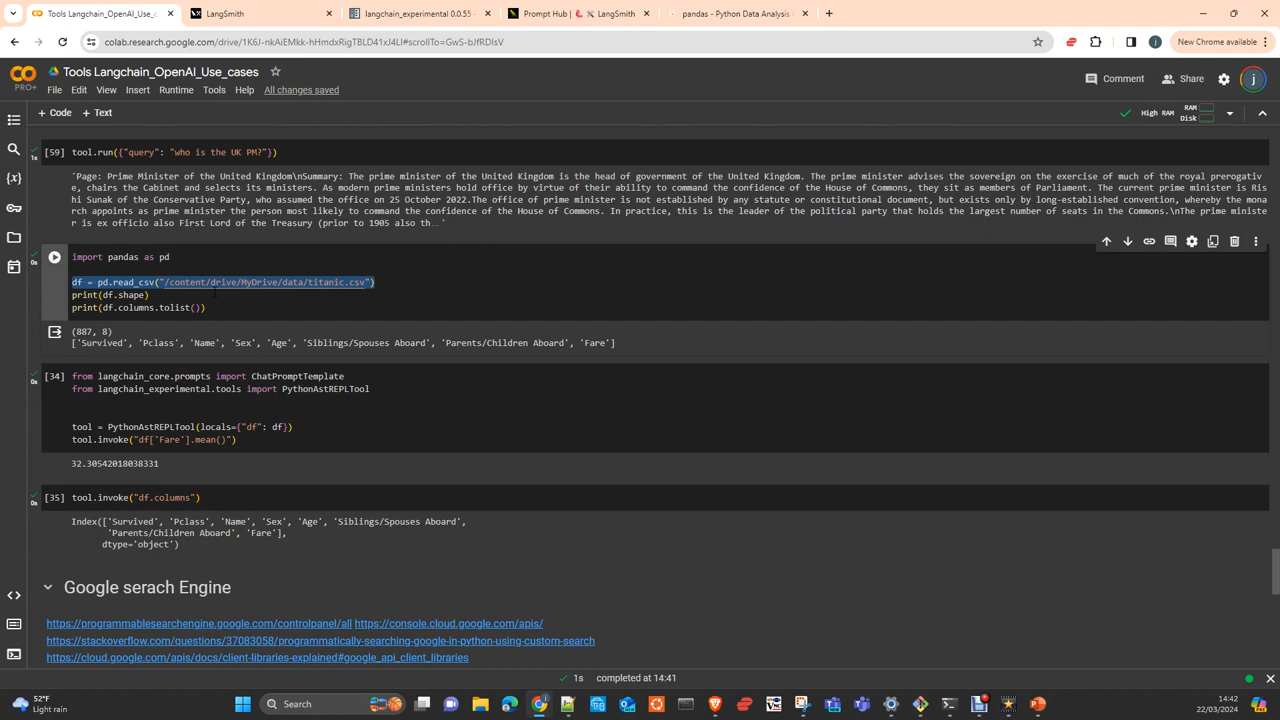 Tools Langchain_OpenAI_Use_c
LangSmith
langchain_experimental 0.0.55
Prompt Hub | 🦜🛠️ LangSmith
pandas - Python Data Analysis
colab.research.google.com/drive/1K6J-nkAiEMkk-hHmdxRigTBLD41xJ4LI#scrollTo=GwS-bJfRDIsV
New Chrome available
Tools Langchain_OpenAI_Use_cases
PRO+
File Edit View Insert Runtime Tools Help All changes saved
Comment Share j
+ Code + Text
High RAM RAM Disk
[59] tool.run({"query": "who is the UK PM?"})
1s
'Page: Prime Minister of the United Kingdom\nSummary: The prime minister of the United Kingdom is the head of government of the United Kingdom. The prime minister advises the sovereign on the exercise of much of the royal prerogativ
e, chairs the Cabinet and selects its ministers. As modern prime ministers hold office by virtue of their ability to command the confidence of the House of Commons, they sit as members of Parliament. The current prime minister is Ris
hi Sunak of the Conservative Party, who assumed the office on 25 October 2022.The office of prime minister is not established by any statute or constitutional document, but exists only by long-established convention, whereby the mona
rch appoints as prime minister the person most likely to command the confidence of the House of Commons. In practice, this is the leader of the political party that holds the largest number of seats in the Commons.\nThe prime ministe
r is ex officio also First Lord of the Treasury (prior to 1905 also th...'
0s
import pandas as pd
df = pd.read_csv("/content/drive/MyDrive/data/titanic.csv")
print(df.shape)
print(df.columns.tolist())
(887, 8)
['Survived', 'Pclass', 'Name', 'Sex', 'Age', 'Siblings/Spouses Aboard', 'Parents/Children Aboard', 'Fare']
[34] from langchain_core.prompts import ChatPromptTemplate
0s
from langchain_experimental.tools import PythonAstREPLTool
tool = PythonAstREPLTool(locals={"df": df})
tool.invoke("df['Fare'].mean()")
32.30542018038331
[35] tool.invoke("df.columns")
0s
Index(['Survived', 'Pclass', 'Name', 'Sex', 'Age', 'Siblings/Spouses Aboard',
'Parents/Children Aboard', 'Fare'],
dtype='object')
Google serach Engine
https://programmablesearchengine.google.com/controlpanel/all https://console.cloud.google.com/apis/
https://stackoverflow.com/questions/37083058/programmatically-searching-google-in-python-using-custom-search
https://cloud.google.com/apis/docs/client-libraries-explained#google_api_client_libraries
1s completed at 14:41
52°F
Light rain
Search
14:42
22/03/2024